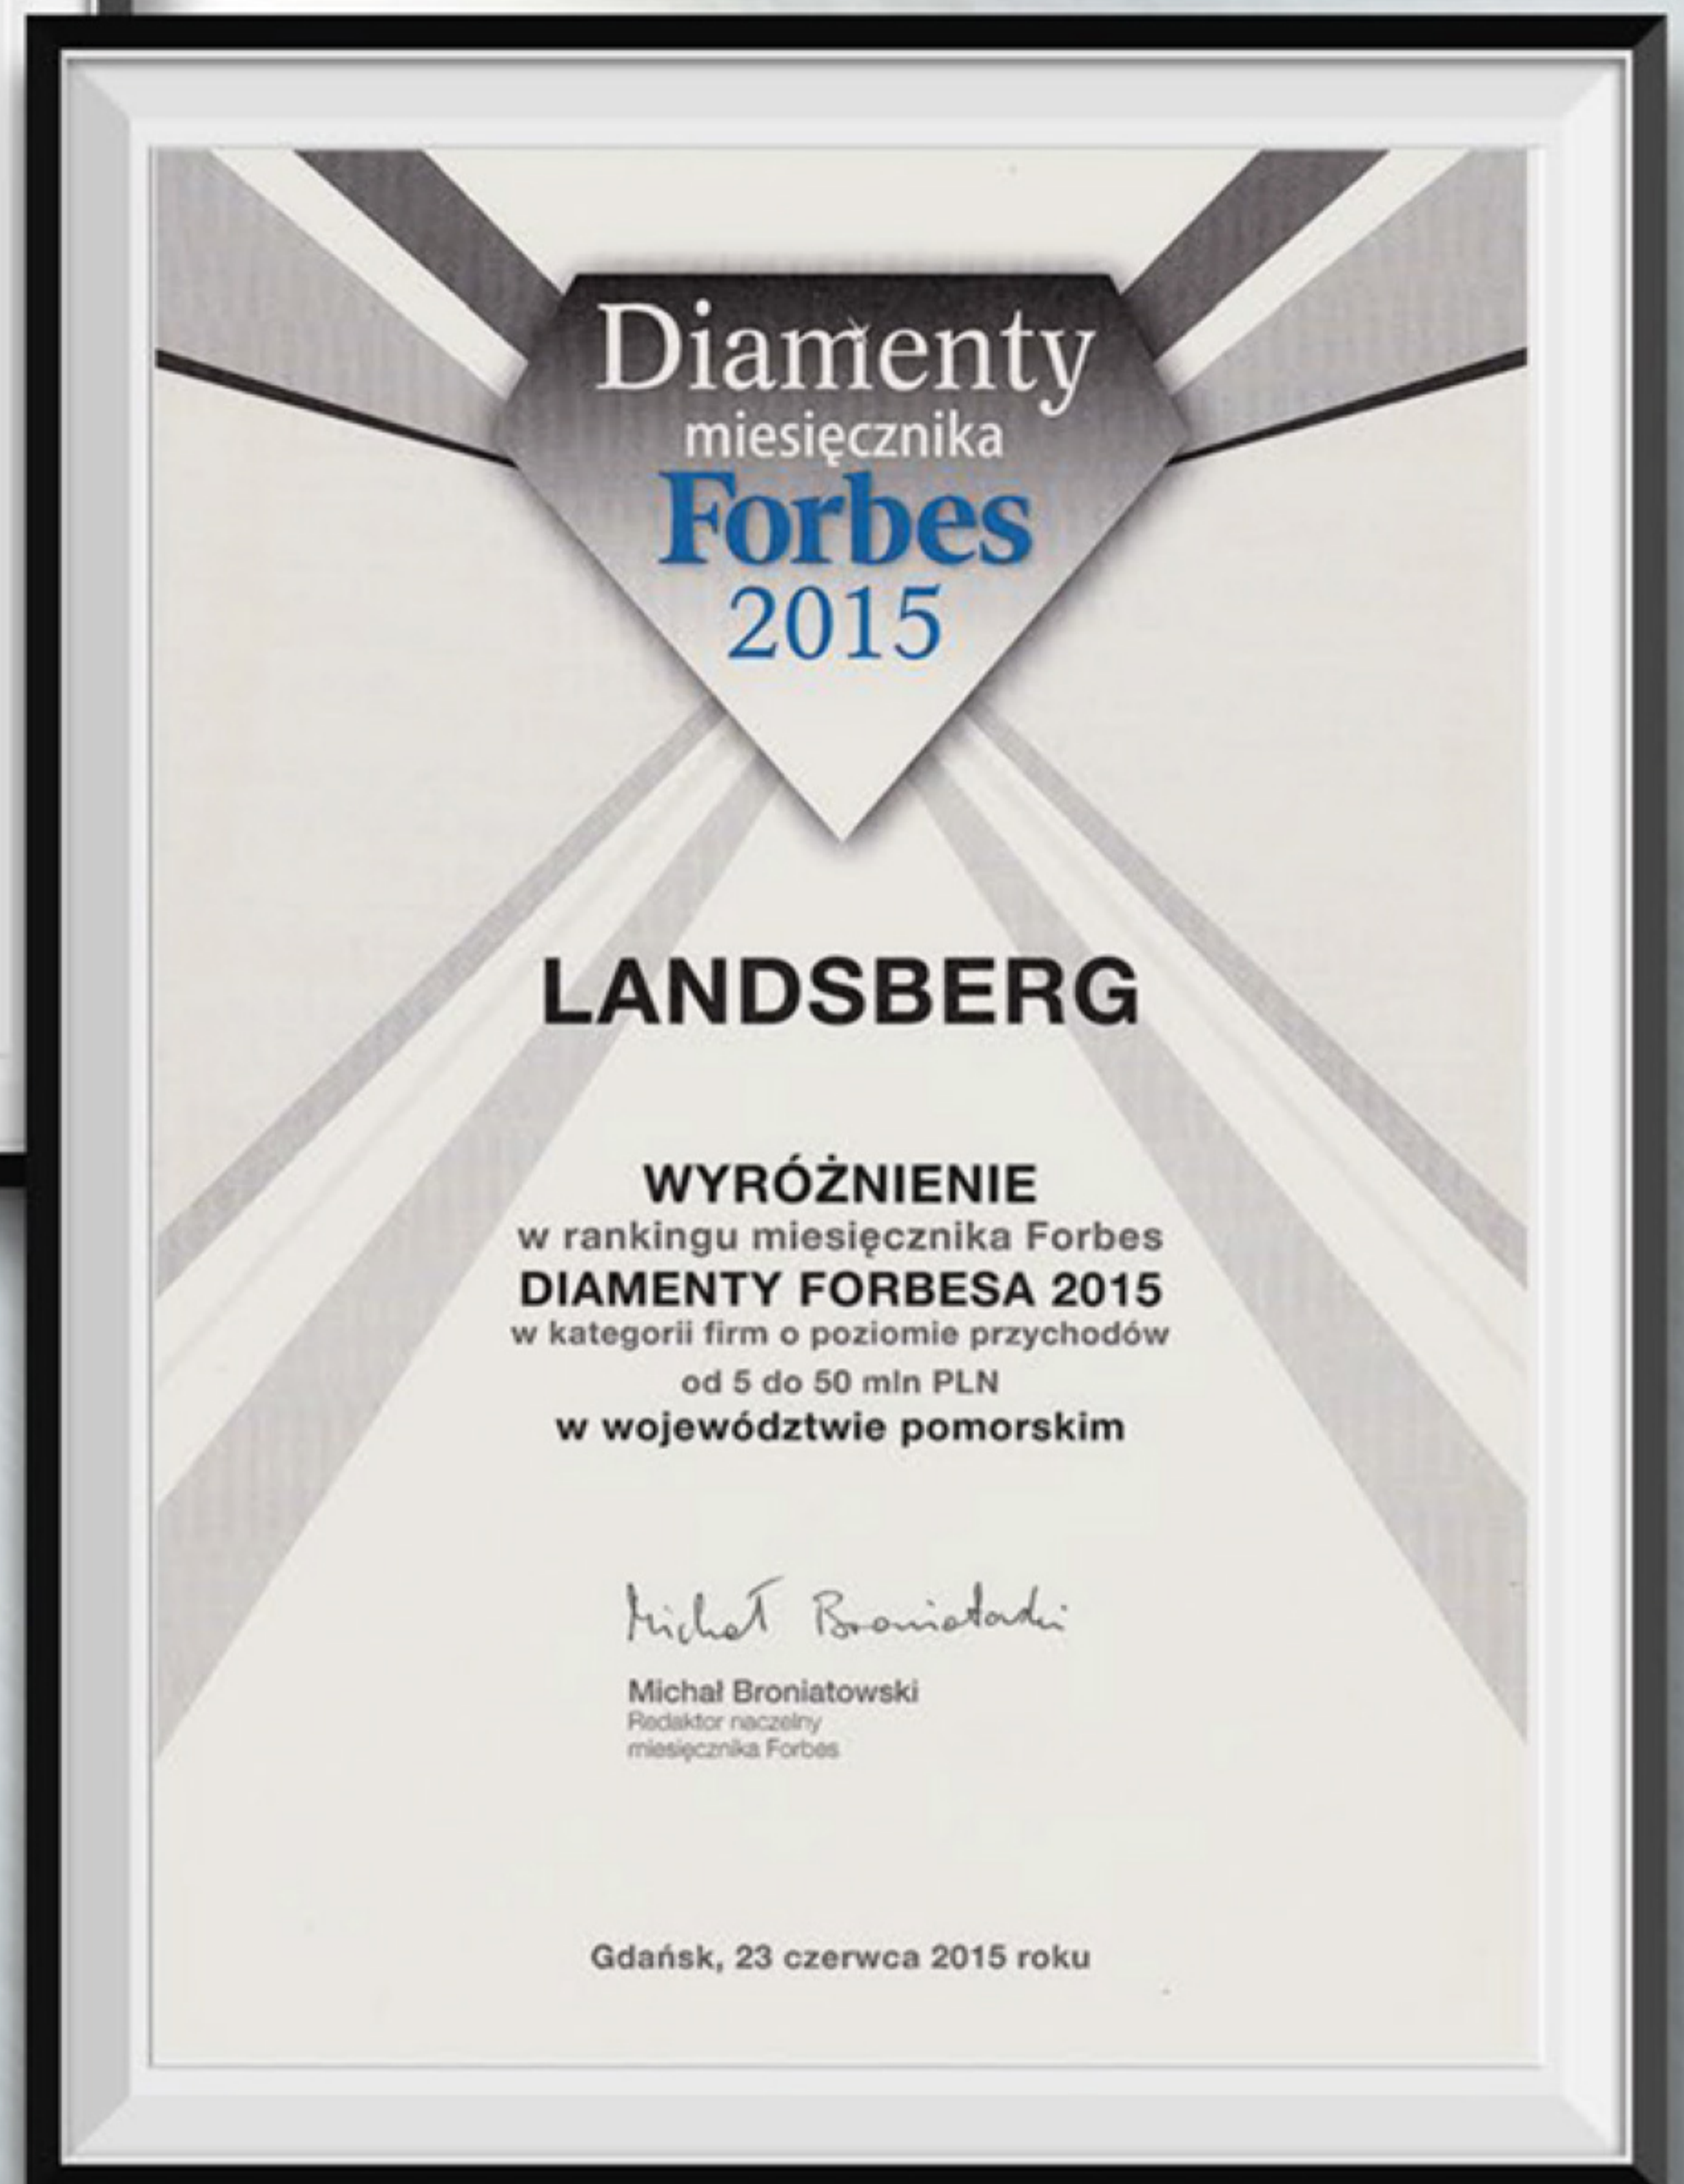 Diamenty
miesięcznika
Forbes
2015
LANDSBERG
WYRÓŻNIENIE
w rankingu miesięcznika Forbes
DIAMENTY FORBESA 2015
w kategorii firm o poziomie przychodów
od 5 do 50 mln PLN
w województwie pomorskim
Michał Broniatowski
Michał Broniatowski
Redaktor naczelny
miesięcznika Forbes
Gdańsk, 23 czerwca 2015 roku